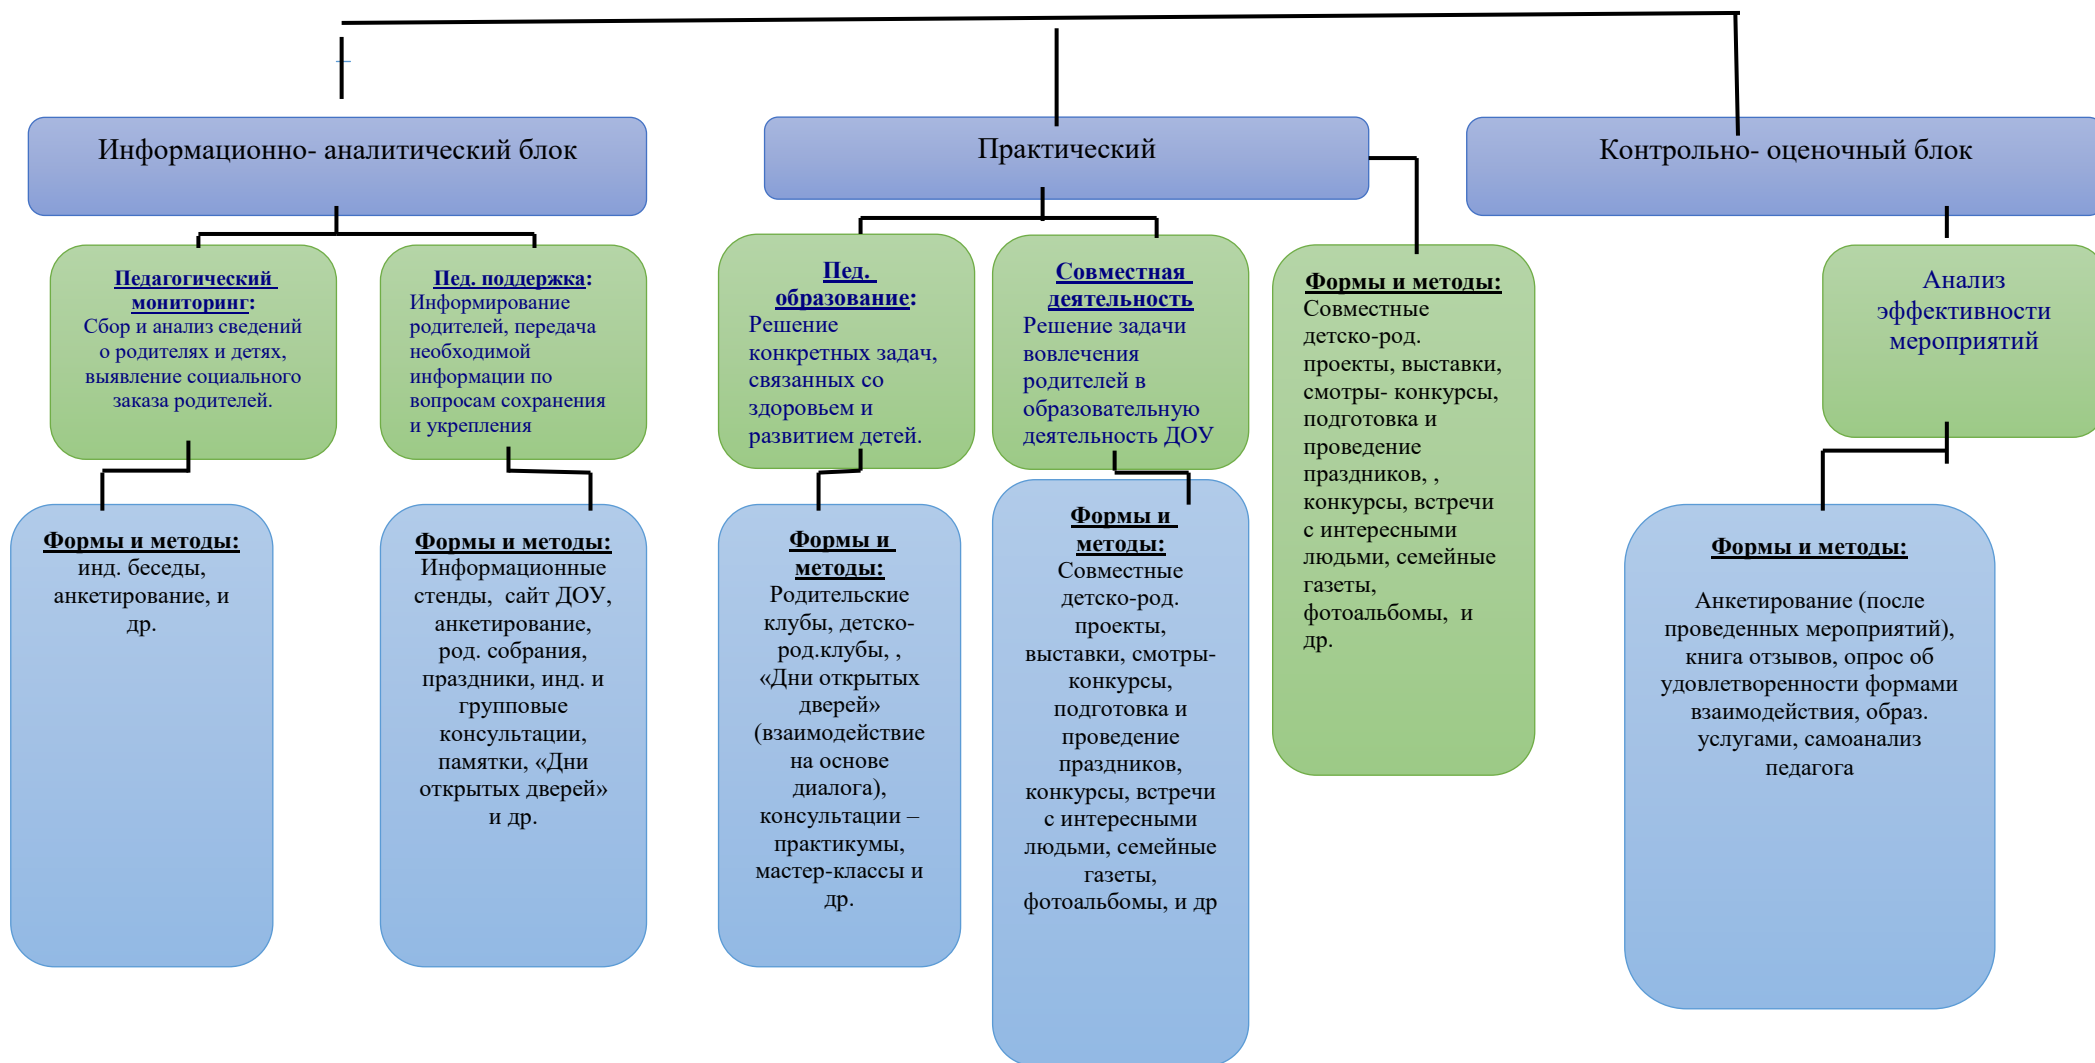 Информационно- аналитический блок
Практический
Контрольно- оценочный блок
Педагогический
мониторинг:
Сбор и анализ сведений
о родителях и детях,
выявление социального
заказа родителей.
Пед. поддержка:
Информирование
родителей, передача
необходимой
информации по
вопросам сохранения
и укрепления
Пед.
образование:
Решение
конкретных задач,
связанных со
здоровьем и
развитием детей.
Совместная
деятельность
Решение задачи
вовлечения
родителей в
образовательную
деятельность ДОУ
Формы и методы:
Совместные
детско-род.
проекты, выставки,
смотры- конкурсы,
подготовка и
проведение
праздников, ,
конкурсы, встречи
с интересными
людьми, семейные
газеты,
фотоальбомы, и
др.
Анализ
эффективности
мероприятий
Формы и методы:
инд. беседы,
анкетирование, и
др.
Формы и методы:
Информационные
стенды, сайт ДОУ,
анкетирование,
род. собрания,
праздники, инд. и
групповые
консультации,
памятки, «Дни
открытых дверей»
и др.
Формы и
методы:
Родительские
клубы, детско-
род.клубы, ,
«Дни открытых
дверей»
(взаимодействие
на основе
диалога),
консультации –
практикумы,
мастер-классы и
др.
Формы и
методы:
Совместные
детско-род.
проекты,
выставки, смотры-
конкурсы,
подготовка и
проведение
праздников,
конкурсы, встречи
с интересными
людьми, семейные
газеты,
фотоальбомы, и др
Формы и методы:
Анкетирование (после
проведенных мероприятий),
книга отзывов, опрос об
удовлетворенности формами
взаимодействия, образ.
услугами, самоанализ
педагога